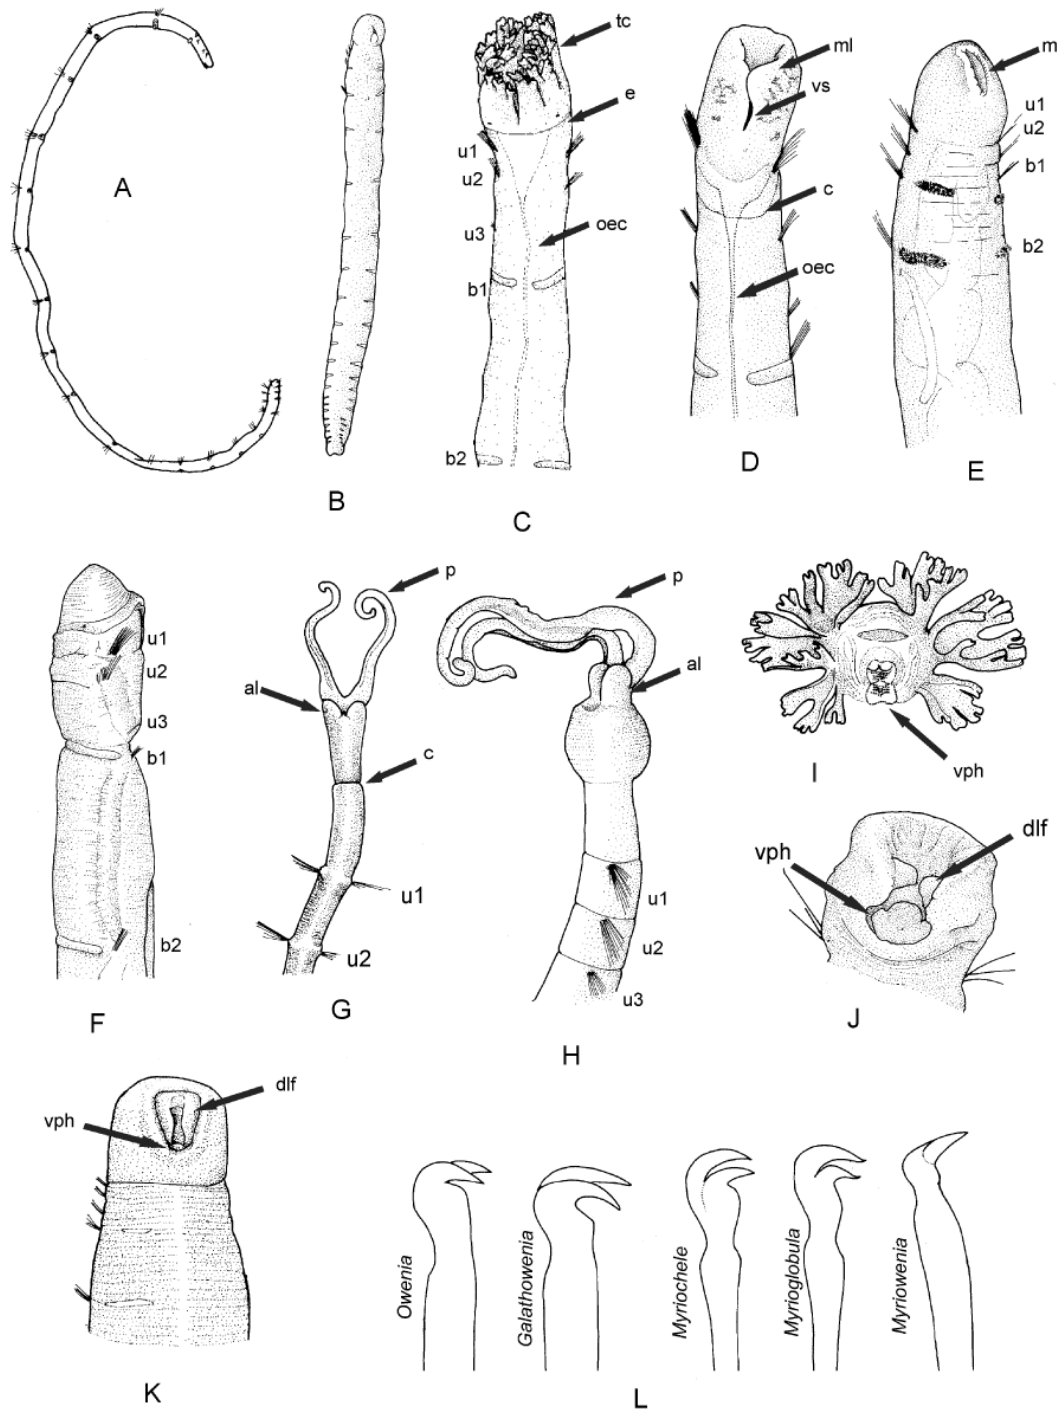 A
B
tc
e
u1
u2
u3
oec
b1
b2
C
ml
vs
c
oec
D
m
u1
u2
b1
b2
E
u1
u2
u3
b1
b2
F
p
al
c
u1
u2
G
p
al
u1
u2
u3
H
vph
I
vph
dlf
J
vph
dlf
K
Owenia
Galathowenia
Myriochele
Myrioglobula
Myriowenia
L